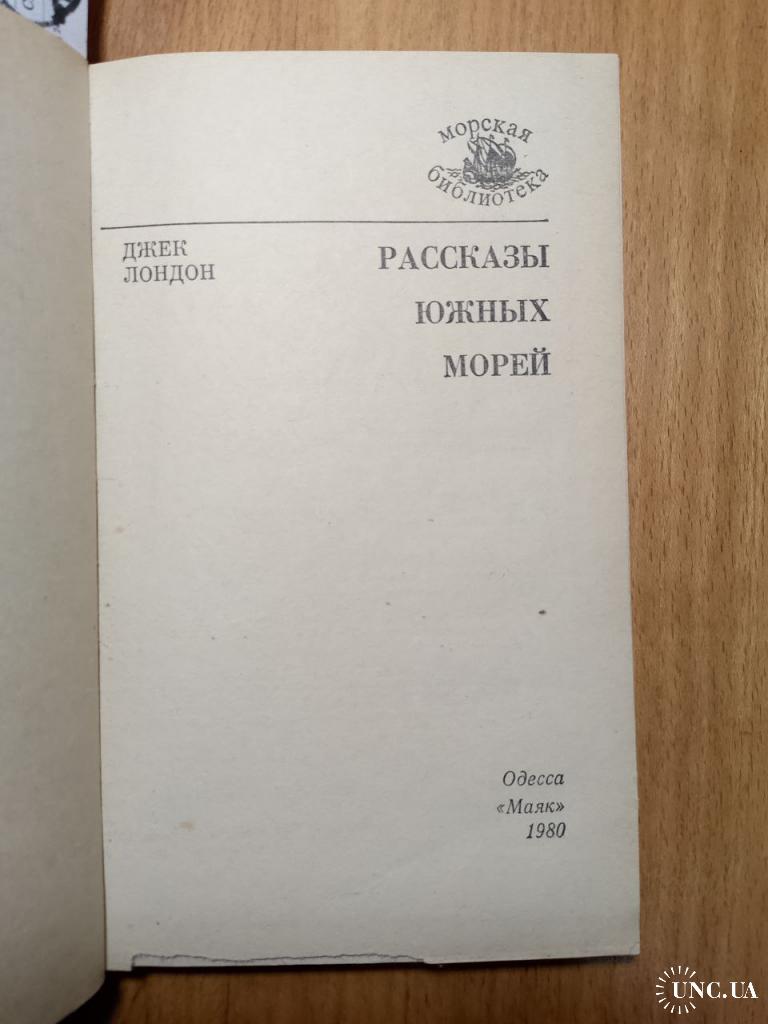 морская
библиотека
ДЖЕК
ЛОНДОН
РАССКАЗЫ
ЮЖНЫХ
МОРЕЙ
Одесса
«Маяк»
1980
UNC.UA